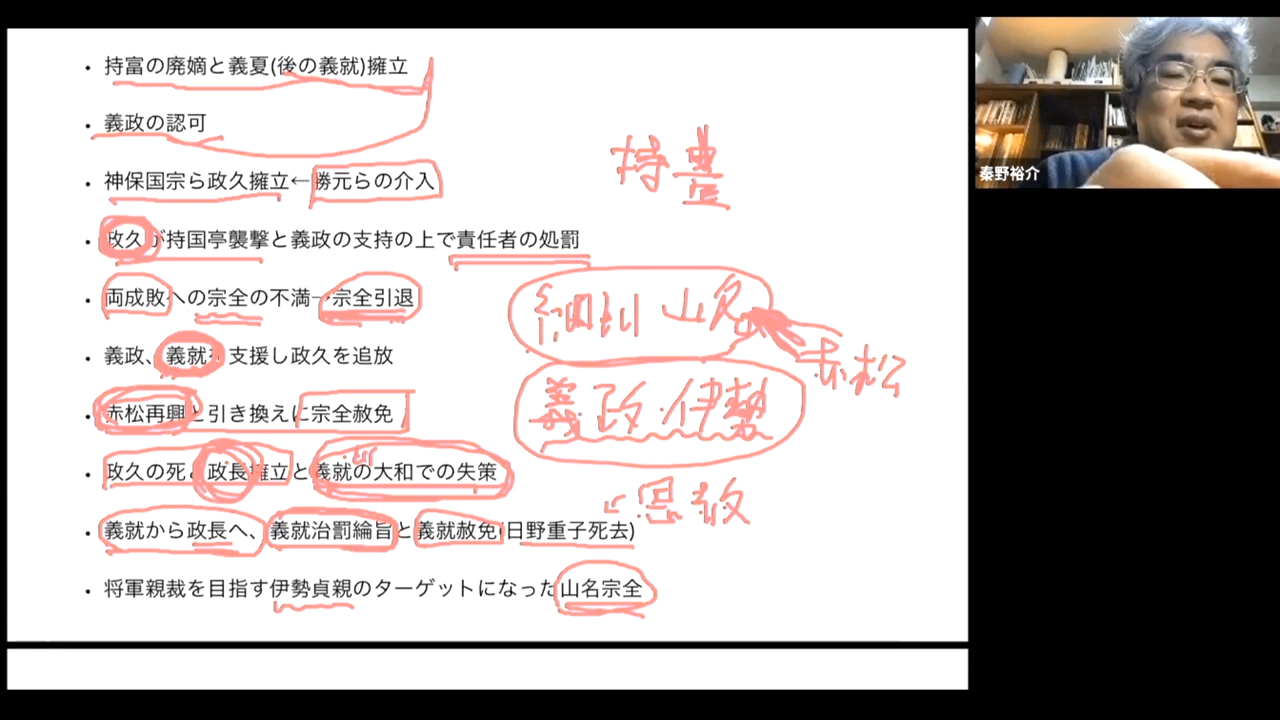 ・持富の廃嫡と義夏(後の義就)擁立
・義政の認可
・神保国宗ら政久擁立←勝元らの介入
・政久が持国亭襲撃と義政の支持の上で責任者の処罰
・両成敗への宗全の不満→宗全引退
・義政、義就を支援し政久を追放
・赤松再興と引き換えに宗全赦免
・政久の死と政長擁立と義就の大和での失策
・義就から政長へ、義就治罰綸旨と義就赦免(日野重子死去)
・将軍親裁を目指す伊勢貞親のターゲットになった山名宗全
持豊
細川 山名
赤松
義政 伊勢
恩赦
秦野裕介